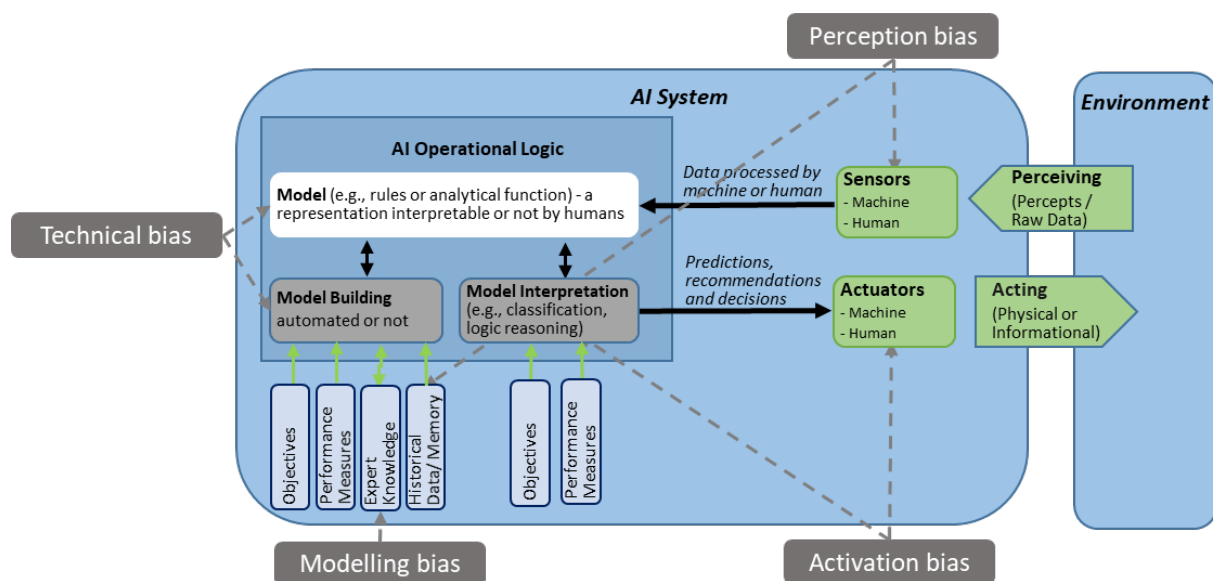 Perception bias
AI System
Environment
AI Operational Logic
Model (e.g., rules or analytical function) - a
representation interpretable or not by humans
Data processed by
machine or human
Sensors
- Machine
- Human
Perceiving
(Percepts /
Raw Data)
Technical bias
Model Building
automated or not
Model Interpretation
(e.g., classification,
logic reasoning)
Predictions,
recommendations
and decisions
Actuators
- Machine
- Human
Acting
(Physical or
Informational)
Objectives
Performance
Measures
Expert
Knowledge
Historical
Data/ Memory
Objectives
Performance
Measures
Modelling bias
Activation bias